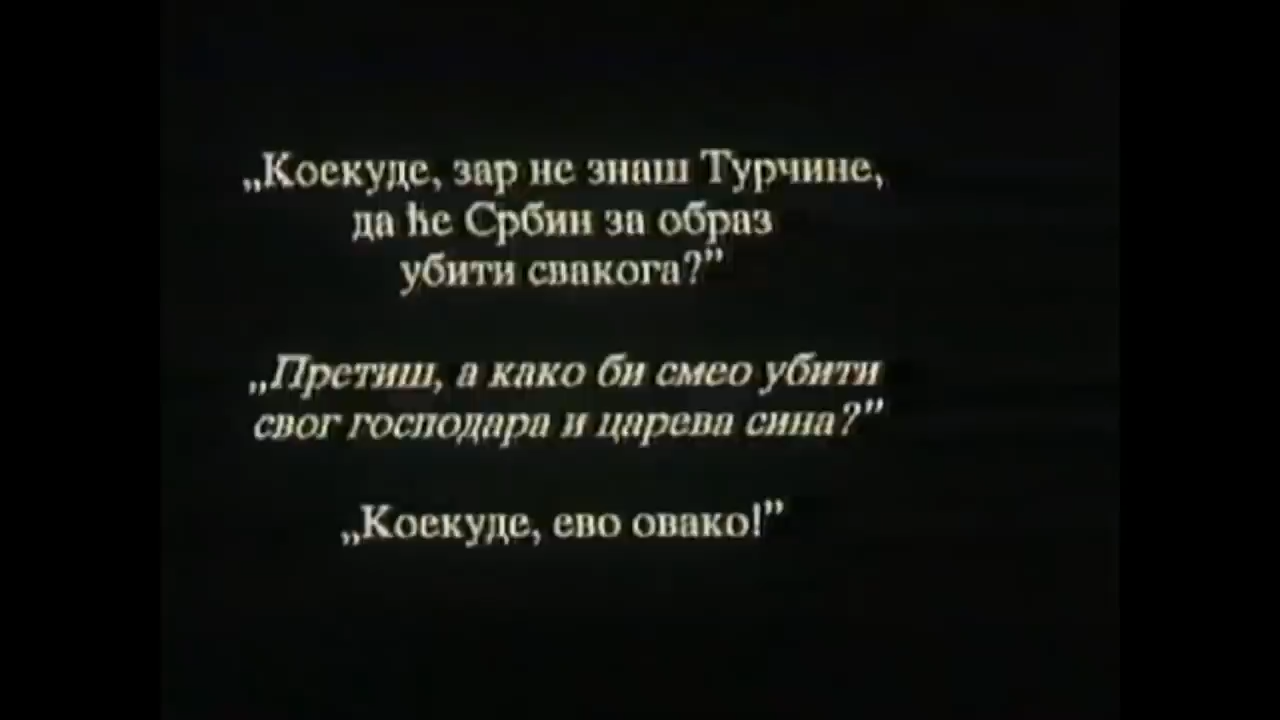 „Коекуде, зар не знаш Турчине,
да ће Србин за образ
убити свакога?”
„Претиш, а како би смео убити
свог господара и царева сина?”
„Коекуде, ево овако!”